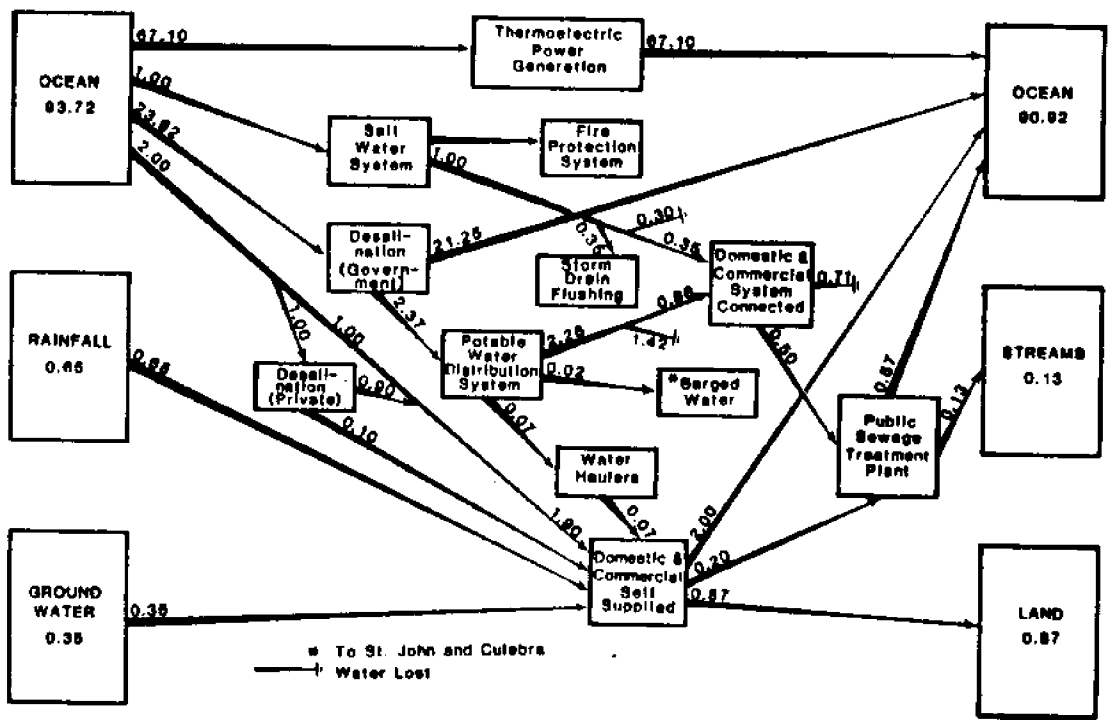 OCEAN
93.72
67.10
1.00
23.62
2.00
Thermoelectric
Power
Generation
67.10
OCEAN
90.92
Salt
Water
System
1.00
Fire
Protection
System
Desali-
nation
(Govern-
ment)
21.25
2.37
0.35
0.30
0.35
Storm
Drain
Flushing
Domestic &
Commercial
System
Connected
0.71
0.50
RAINFALL
0.65
0.65
1.00
1.00
Desali-
nation
(Private)
0.90
0.10
Potable
Water
Distribution
System
2.28
0.86
1.42
0.02
0.07
*Barged
Water
Water
Haulers
0.07
1.90
Public
Sewage
Treatment
Plant
0.57
0.13
STREAMS
0.13
GROUND
WATER
0.35
0.35
Domestic &
Commercial
Self
Supplied
2.00
0.20
0.87
LAND
0.87
* To St. John and Culebra
Water Lost